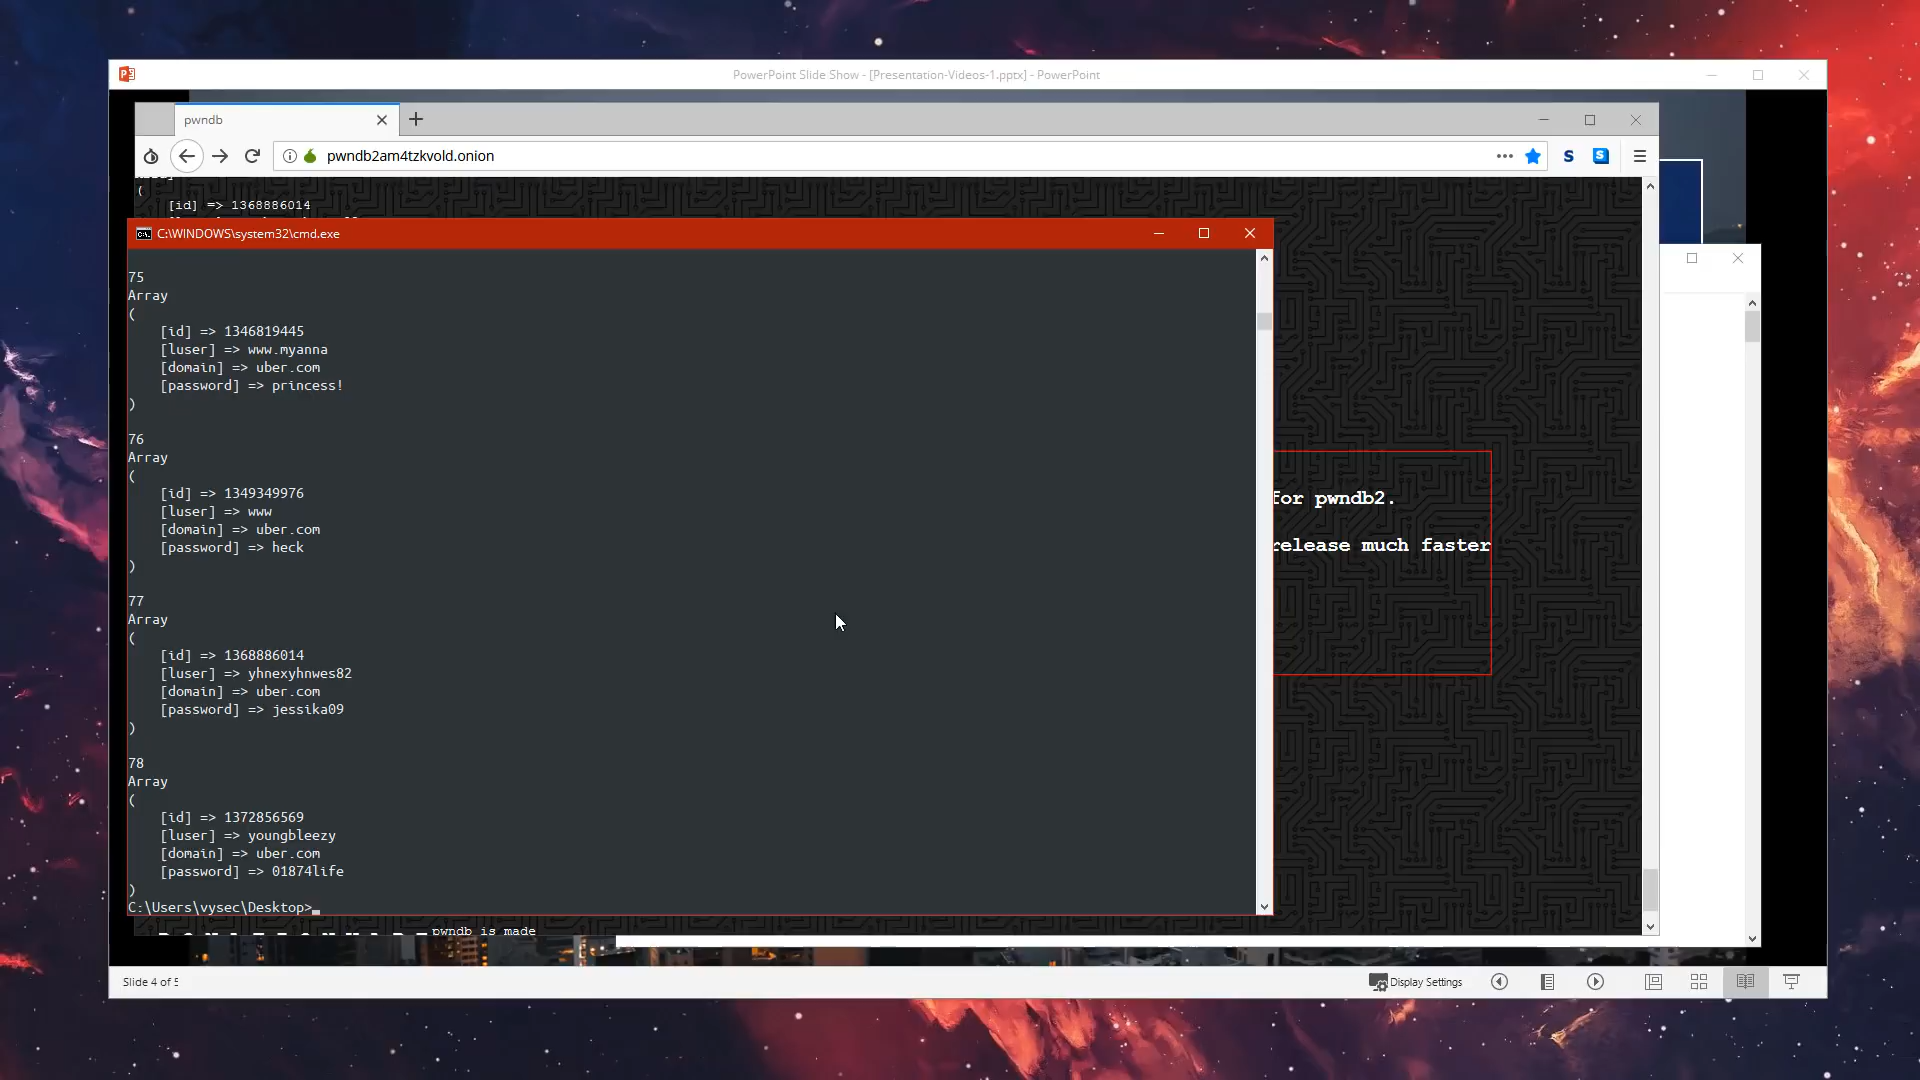 PowerPoint Slide Show - [Presentation-Videos-1.pptx] - PowerPoint
pwndb
pwndb2am4tzkvold.onion
(
[id] => 1368886014
C:\WINDOWS\system32\cmd.exe
75
Array
(
[id] => 1346819445
[luser] => www.myanna
[domain] => uber.com
[password] => princess!
)
76
Array
(
[id] => 1349349976
[luser] => www
[domain] => uber.com
[password] => heck
)
77
Array
(
[id] => 1368886014
[luser] => yhnexyhnwes82
[domain] => uber.com
[password] => jessika09
)
78
Array
(
[id] => 1372856569
[luser] => youngbleezy
[domain] => uber.com
[password] => 01874life
)
C:\Users\vysec\Desktop>
for pwndb2.
release much faster
pwndb is made
Slide 4 of 5
Display Settings